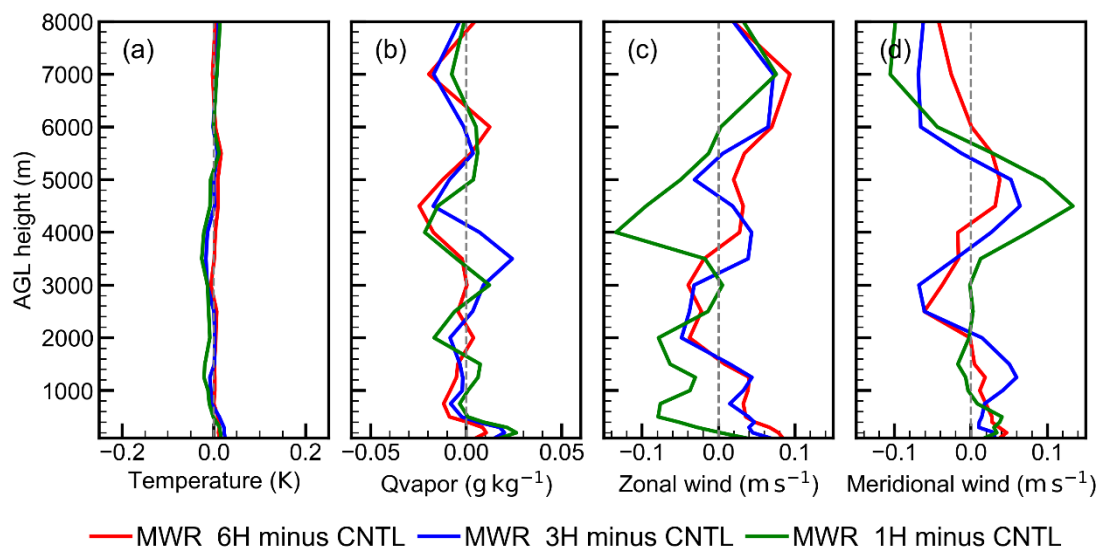 (a) (b) (c) (d)
8000
7000
6000
5000
4000
3000
2000
1000
AGL height (m)
−0.2 0.0 0.2 −0.05 0.00 0.05 −0.1 0.0 0.1 −0.1 0.0 0.1
Temperature (K) Qvapor (g kg⁻¹) Zonal wind (m s⁻¹) Meridional wind (m s⁻¹)
MWR 6H minus CNTL MWR 3H minus CNTL MWR 1H minus CNTL